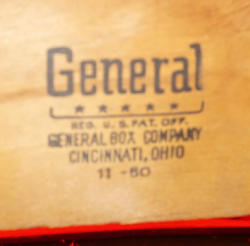 General
★ ★ ★ ★ ★
REG. U.S. PAT. OFF.
GENERAL BOX COMPANY
CINCINNATI, OHIO
11 -50